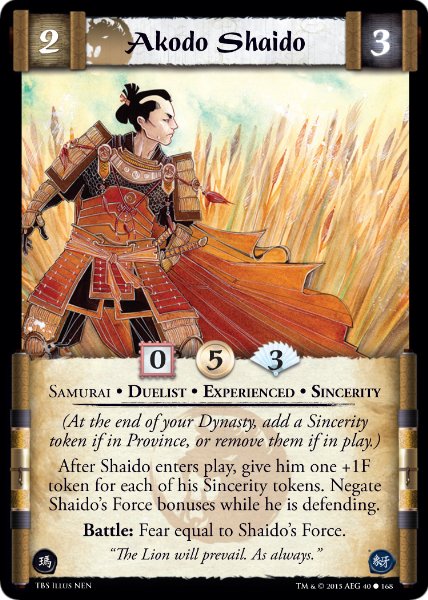 2 Akodo Shaido 3
0 5 3
Samurai • Duelist • Experienced • Sincerity
(At the end of your Dynasty, add a Sincerity
token if in Province, or remove them if in play.)
After Shaido enters play, give him one +1F
token for each of his Sincerity tokens. Negate
Shaido's Force bonuses while he is defending.
Battle: Fear equal to Shaido's Force.
"The Lion will prevail. As always."
TBS ILLUS NEN TM & © 2015 AEG 40 ● 168